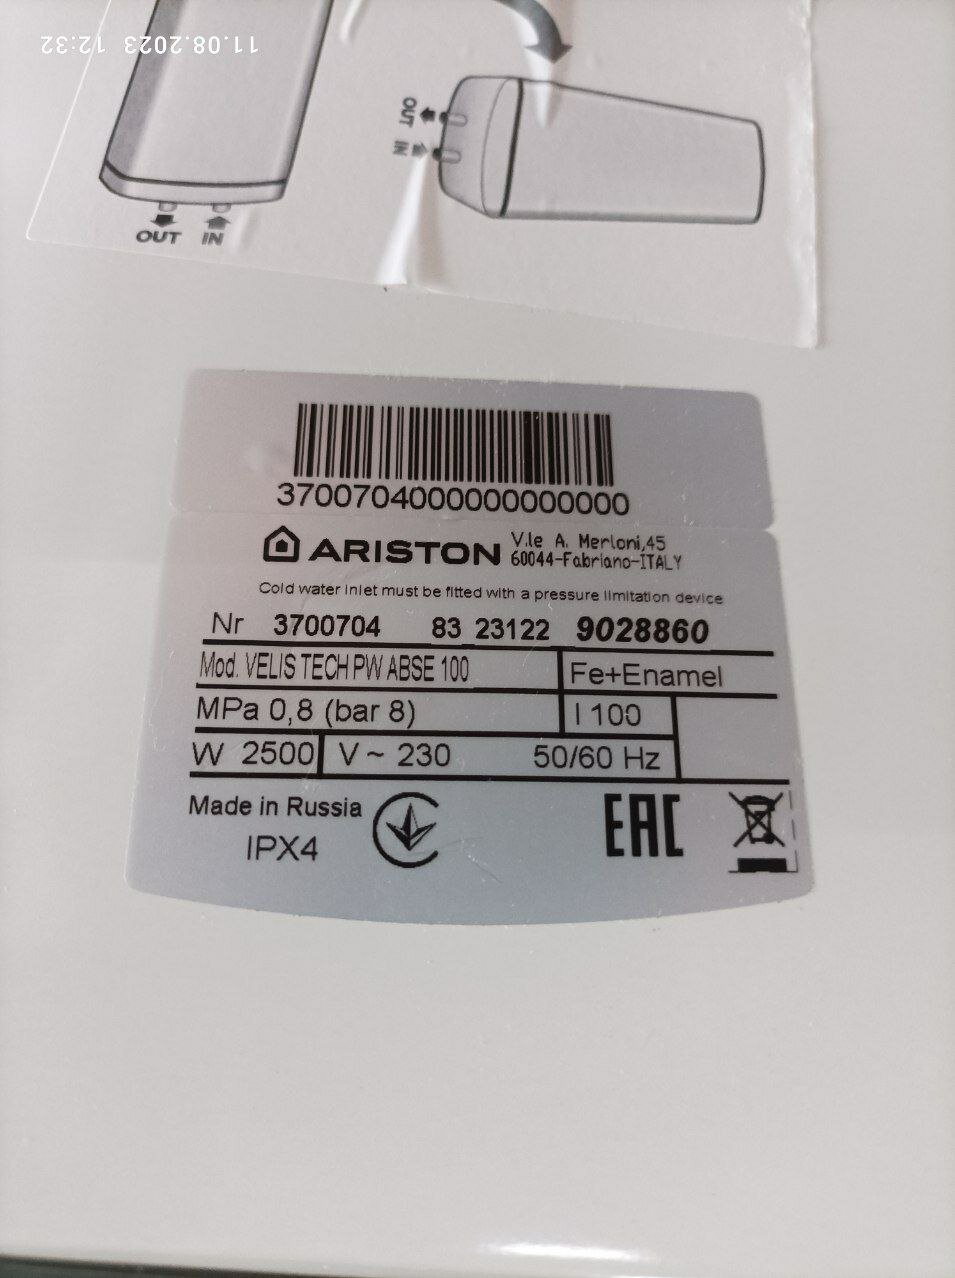 11.08.2023 12:32
OUT
IN
OUT IN
3700704000000000000
ARISTON
V.le A. Merloni,45
60044-Fabriano-ITALY
Cold water inlet must be fitted with a pressure limitation device
Nr 3700704 83 23122 9028860
Mod. VELIS TECH PW ABSE 100 Fe+Enamel
MPa 0,8 (bar 8) l 100
W 2500 V~ 230 50/60 Hz
Made in Russia
IPX4
EAC